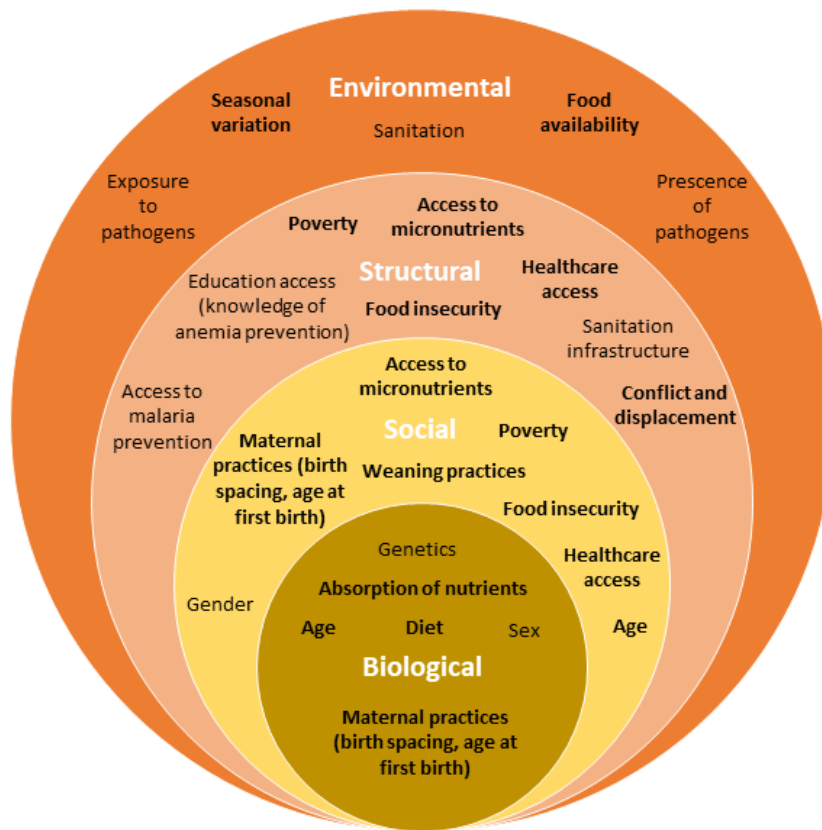 Environmental
Seasonal
variation
Food
availability
Sanitation
Exposure
to
pathogens
Prescence
of
pathogens
Poverty
Access to
micronutrients
Structural
Healthcare
access
Education access
(knowledge of
anemia prevention)
Food insecurity
Sanitation
infrastructure
Access to
malaria
prevention
Conflict and
displacement
Access to
micronutrients
Social
Poverty
Maternal
practices (birth
spacing, age at
first birth)
Weaning practices
Food insecurity
Healthcare
access
Gender
Age
Genetics
Absorption of nutrients
Age
Diet
Sex
Biological
Maternal practices
(birth spacing, age at
first birth)